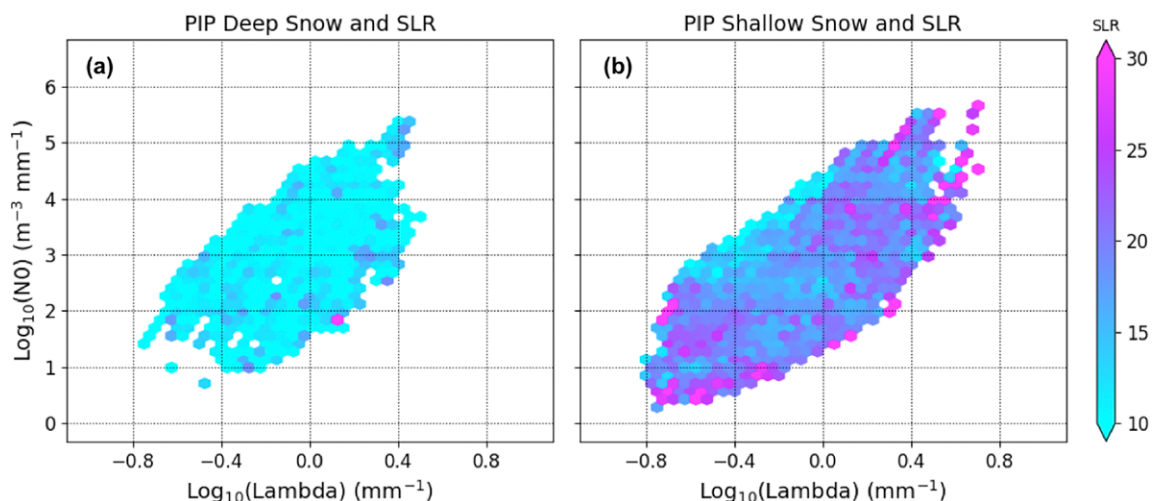 PIP Deep Snow and SLR
PIP Shallow Snow and SLR
SLR
(a)
(b)
Log₁₀(N0) (m⁻³ mm⁻¹)
6
5
4
3
2
1
0
−0.8 −0.4 0.0 0.4 0.8
−0.8 −0.4 0.0 0.4 0.8
Log₁₀(Lambda) (mm⁻¹)
Log₁₀(Lambda) (mm⁻¹)
30
25
20
15
10